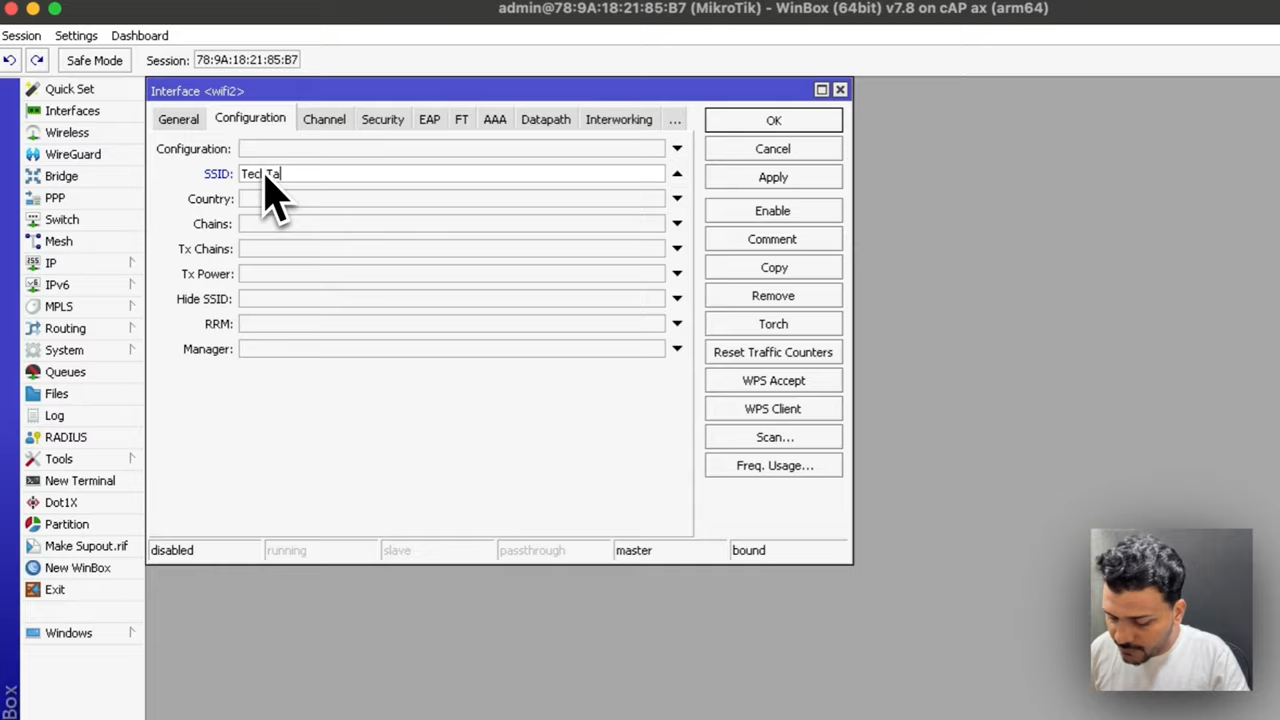 admin@78:9A:18:21:85:B7 (MikroTik) - WinBox (64bit) v7.8 on cAP ax (arm64)
Session Settings Dashboard
Safe Mode Session: 78:9A:18:21:85:B7
Quick Set
Interfaces
Wireless
WireGuard
Bridge
PPP
Switch
Mesh
IP
IPv6
MPLS
Routing
System
Queues
Files
Log
RADIUS
Tools
New Terminal
Dot1X
Partition
Make Supout.rif
New WinBox
Exit
Windows
Box
Interface <wifi2>
General Configuration Channel Security EAP FT AAA Datapath Interworking ...
Configuration:
SSID:
Country:
Chains:
Tx Chains:
Tx Power:
Hide SSID:
RRM:
Manager:
OK
Cancel
Apply
Enable
Comment
Copy
Remove
Torch
Reset Traffic Counters
WPS Accept
WPS Client
Scan...
Freq. Usage...
disabled running slave passthrough master bound